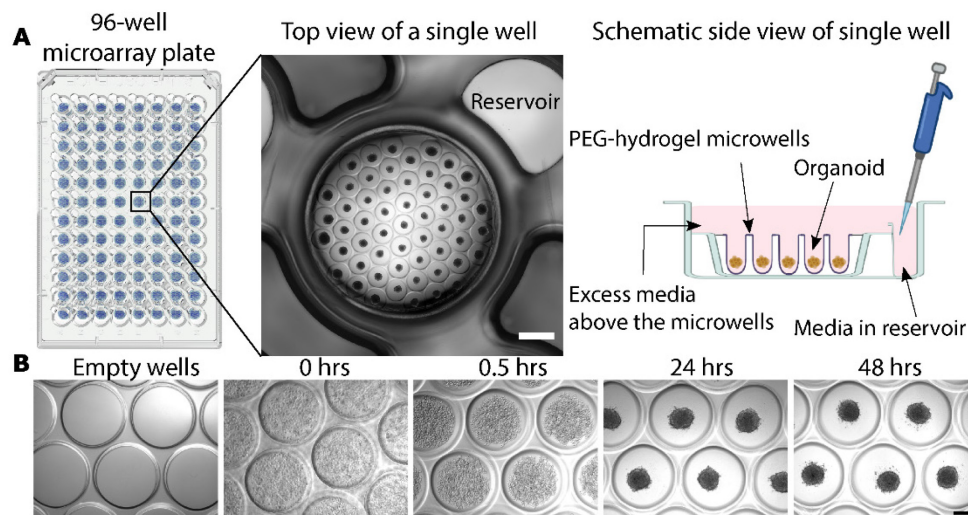 A
96-well
microarray plate
Top view of a single well
Reservoir
Schematic side view of single well
PEG-hydrogel microwells
Organoid
Excess media
above the microwells
Media in reservoir
B
Empty wells
0 hrs
0.5 hrs
24 hrs
48 hrs